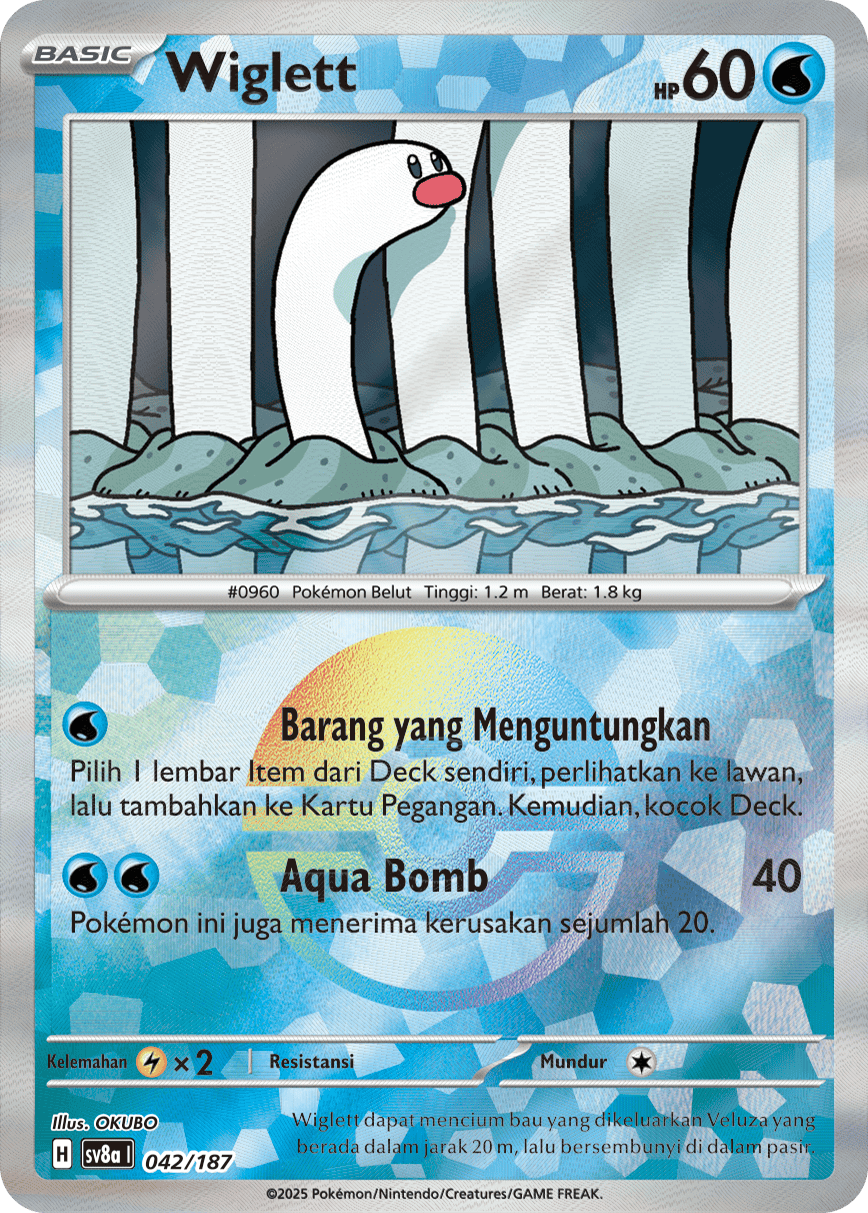 BASIC Wiglett HP 60
#0960 Pokémon Belut Tinggi: 1.2 m Berat: 1.8 kg
Barang yang Menguntungkan
Pilih 1 lembar Item dari Deck sendiri, perlihatkan ke lawan,
lalu tambahkan ke Kartu Pegangan. Kemudian, kocok Deck.
Aqua Bomb 40
Pokémon ini juga menerima kerusakan sejumlah 20.
Kelemahan ×2 Resistansi Mundur
Illus. OKUBO
H sv8a I 042/187
Wiglett dapat mencium bau yang dikeluarkan Veluza yang
berada dalam jarak 20 m, lalu bersembunyi di dalam pasir.
©2025 Pokémon/Nintendo/Creatures/GAME FREAK.